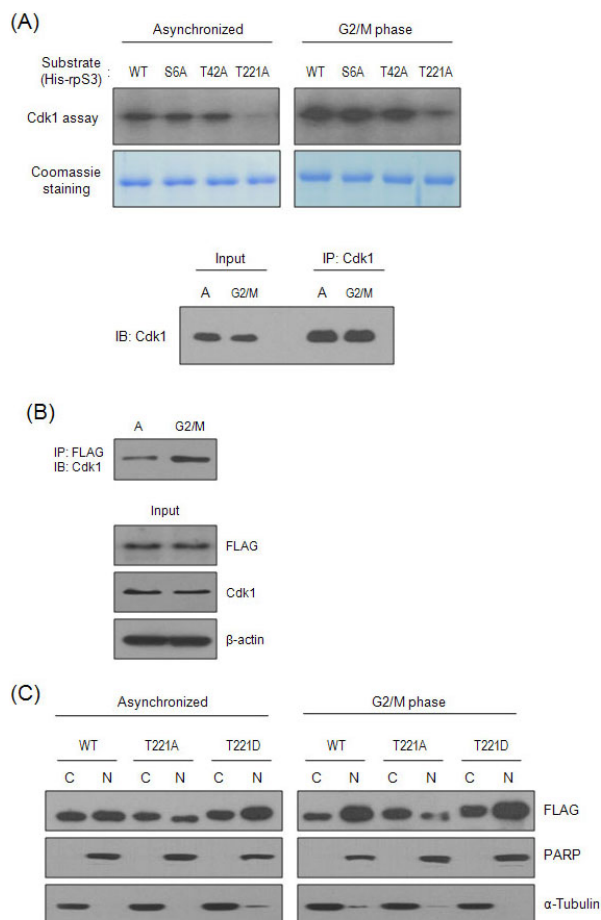 (A)
Asynchronized G2/M phase
Substrate
(His-rpS3) : WT S6A T42A T221A WT S6A T42A T221A
Cdk1 assay
Coomassie
staining
Input IP: Cdk1
A G2/M A G2/M
IB: Cdk1
(B)
A G2/M
IP: FLAG
IB: Cdk1
Input
FLAG
Cdk1
β-actin
(C)
Asynchronized G2/M phase
WT T221A T221D WT T221A T221D
C N C N C N C N C N C N
FLAG
PARP
α-Tubulin